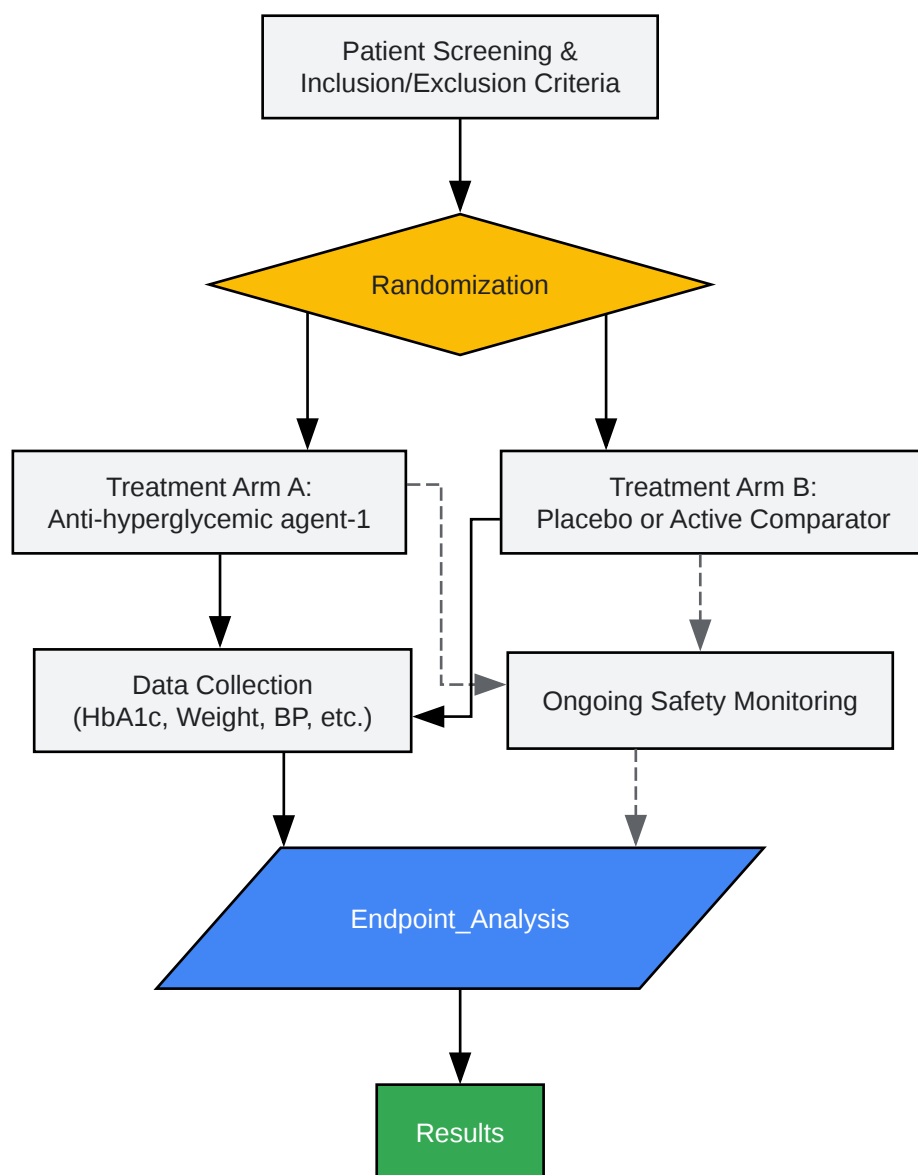 Patient Screening &
Inclusion/Exclusion Criteria
Randomization
Treatment Arm A:
Anti-hyperglycemic agent-1
Treatment Arm B:
Placebo or Active Comparator
Data Collection
(HbA1c, Weight, BP, etc.)
Ongoing Safety Monitoring
Endpoint_Analysis
Results